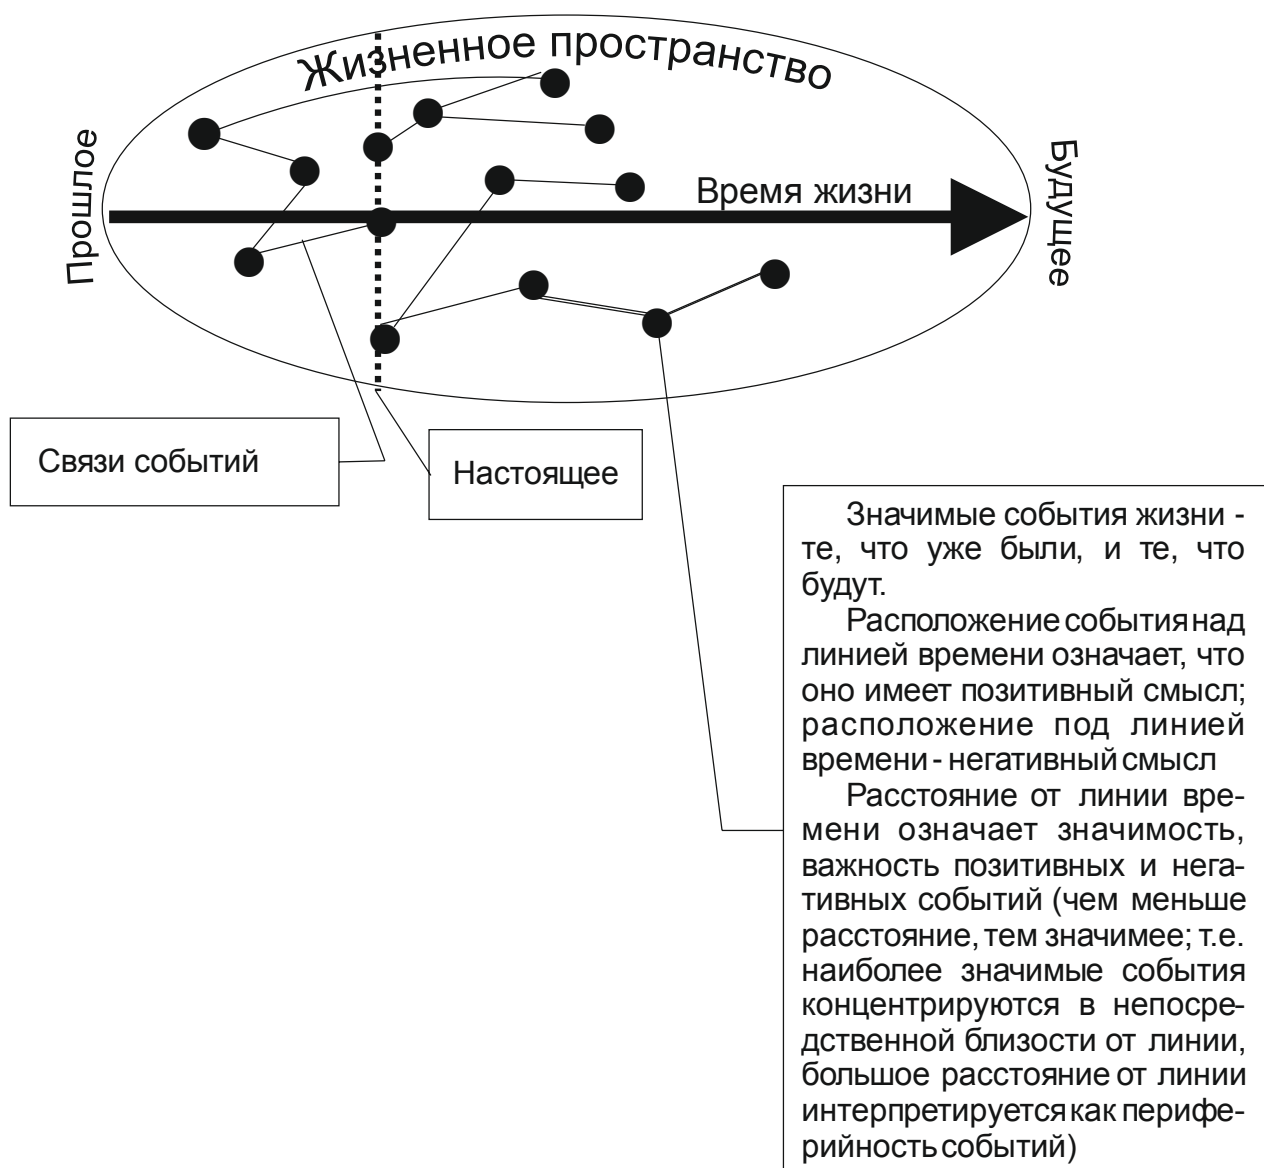 Жизненное пространство
Прошлое
Время жизни
Будущее
Связи событий
Настоящее
Значимые события жизни -
те, что уже были, и те, что
будут.
Расположение события над
линией времени означает, что
оно имеет позитивный смысл;
расположение под линией
времени - негативный смысл
Расстояние от линии вре-
мени означает значимость,
важность позитивных и нега-
тивных событий (чем меньше
расстояние, тем значимее; т.е.
наиболее значимые события
концентрируются в непосре-
дственной близости от линии,
большое расстояние от линии
интерпретируется как перифе-
рийность событий)